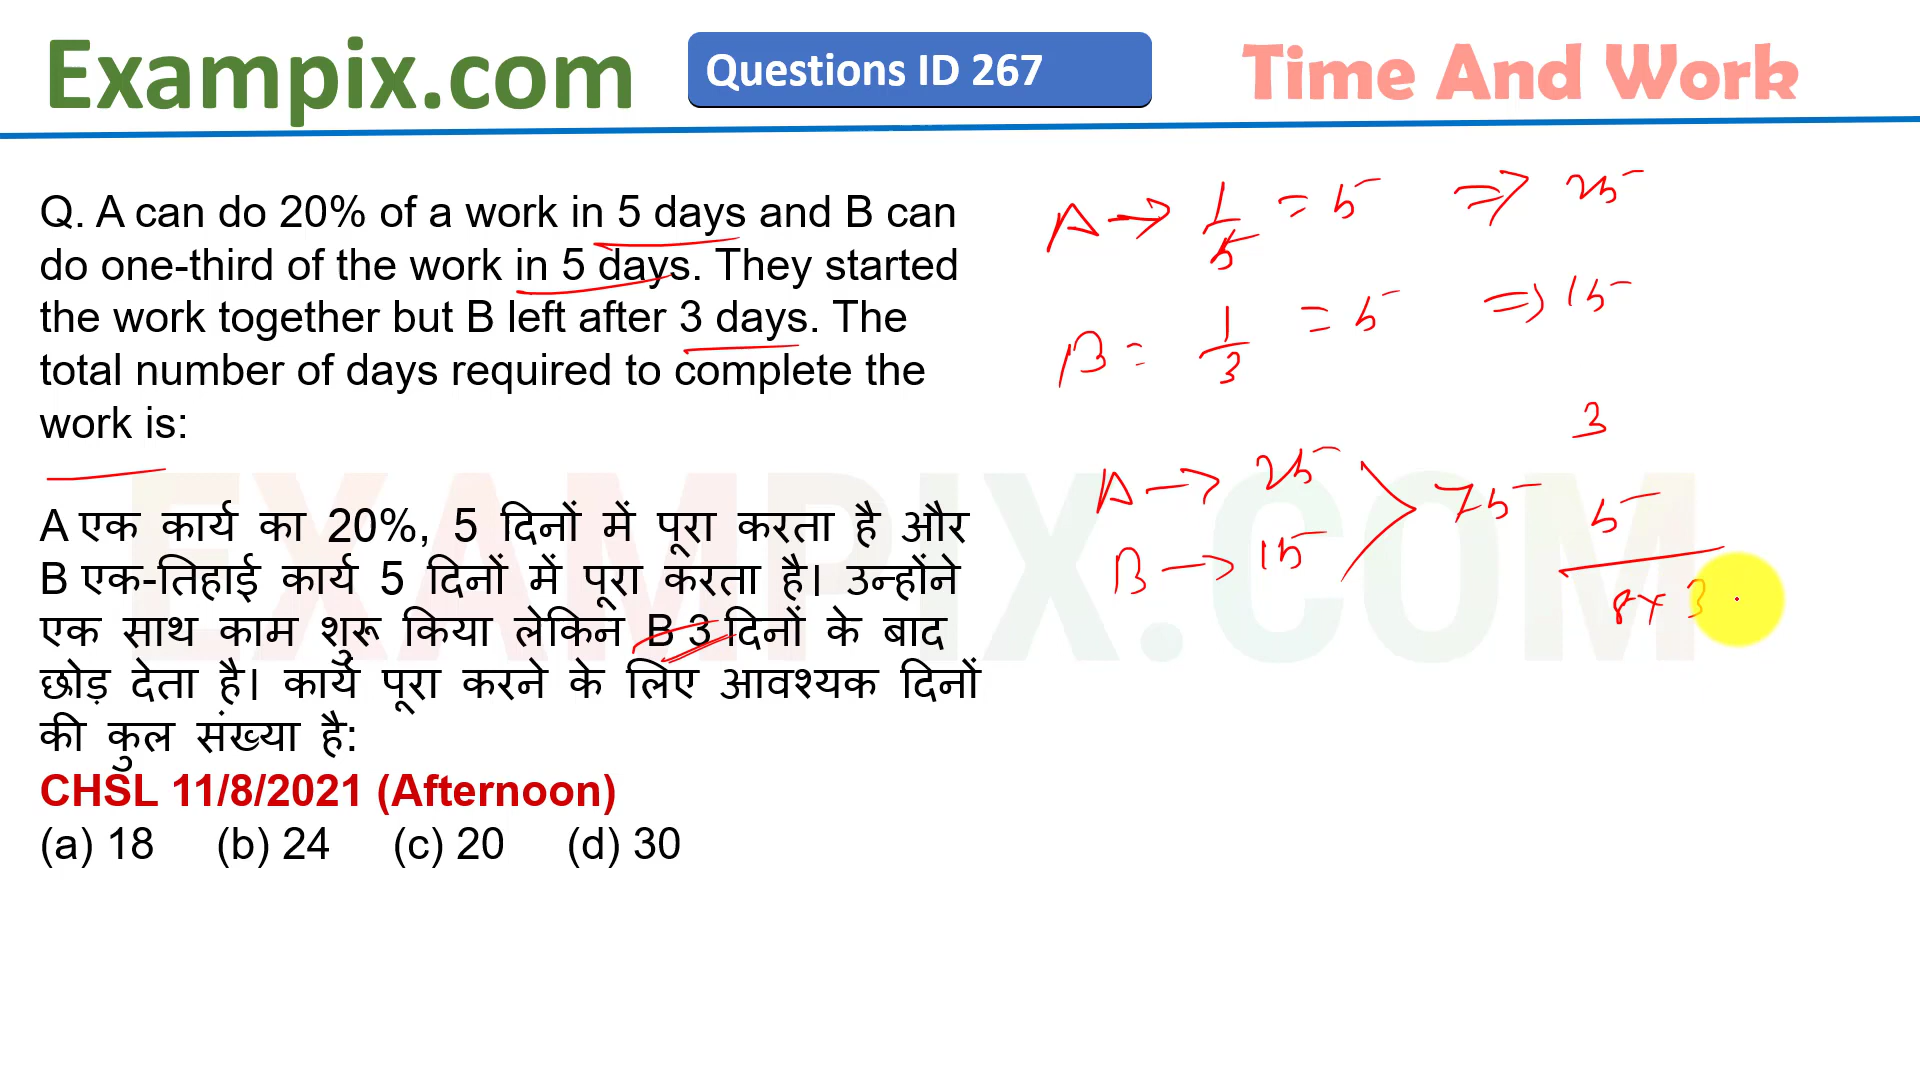 Exampix.com
Questions ID 267
Time And Work
Q. A can do 20% of a work in 5 days and B can
do one-third of the work in 5 days. They started
the work together but B left after 3 days. The
total number of days required to complete the
work is:
A एक कार्य का 20%, 5 दिनों में पूरा करता है और
B एक-तिहाई कार्य 5 दिनों में पूरा करता है। उन्होंने
एक साथ काम शुरू किया लेकिन B 3 दिनों के बाद
छोड़ देता है। कार्य पूरा करने के लिए आवश्यक दिनों
की कुल संख्या है:
CHSL 11/8/2021 (Afternoon)
(a) 18 (b) 24 (c) 20 (d) 30
A → 1/5 = 5 ⇒ 25
B = 1/3 = 5 ⇒ 15
A → 25
B → 15
75
3
5
8 × 3
EXAMPIX.COM